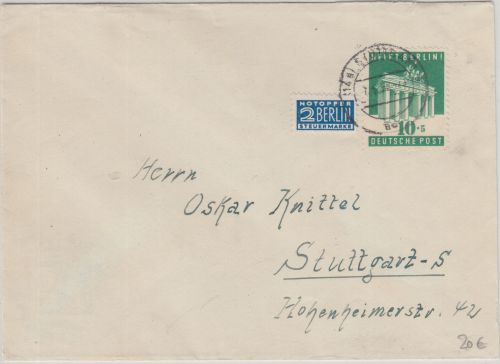 HILFT BERLIN!
10+5
DEUTSCHE POST
NOTOPFER
2 BERLIN
STEUERMARKE
Herrn
Oskar Knittel
Stuttgart-S
Hohenheimerstr. 42
20€